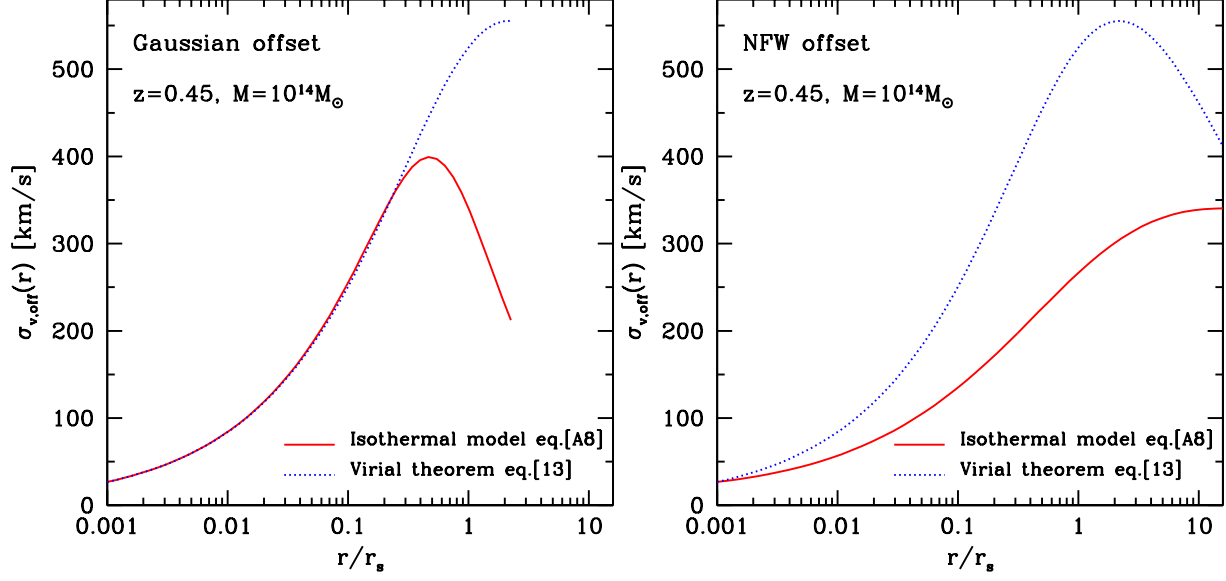 Gaussian offset
z=0.45, M=10¹⁴M⊙
σv,off(r) [km/s]
500
400
300
200
100
0
Isothermal model eq.[A8]
Virial theorem eq.[13]
0.001 0.01 0.1 1 10
r/rs
NFW offset
z=0.45, M=10¹⁴M⊙
σv,off(r) [km/s]
500
400
300
200
100
0
Isothermal model eq.[A8]
Virial theorem eq.[13]
0.001 0.01 0.1 1 10
r/rs